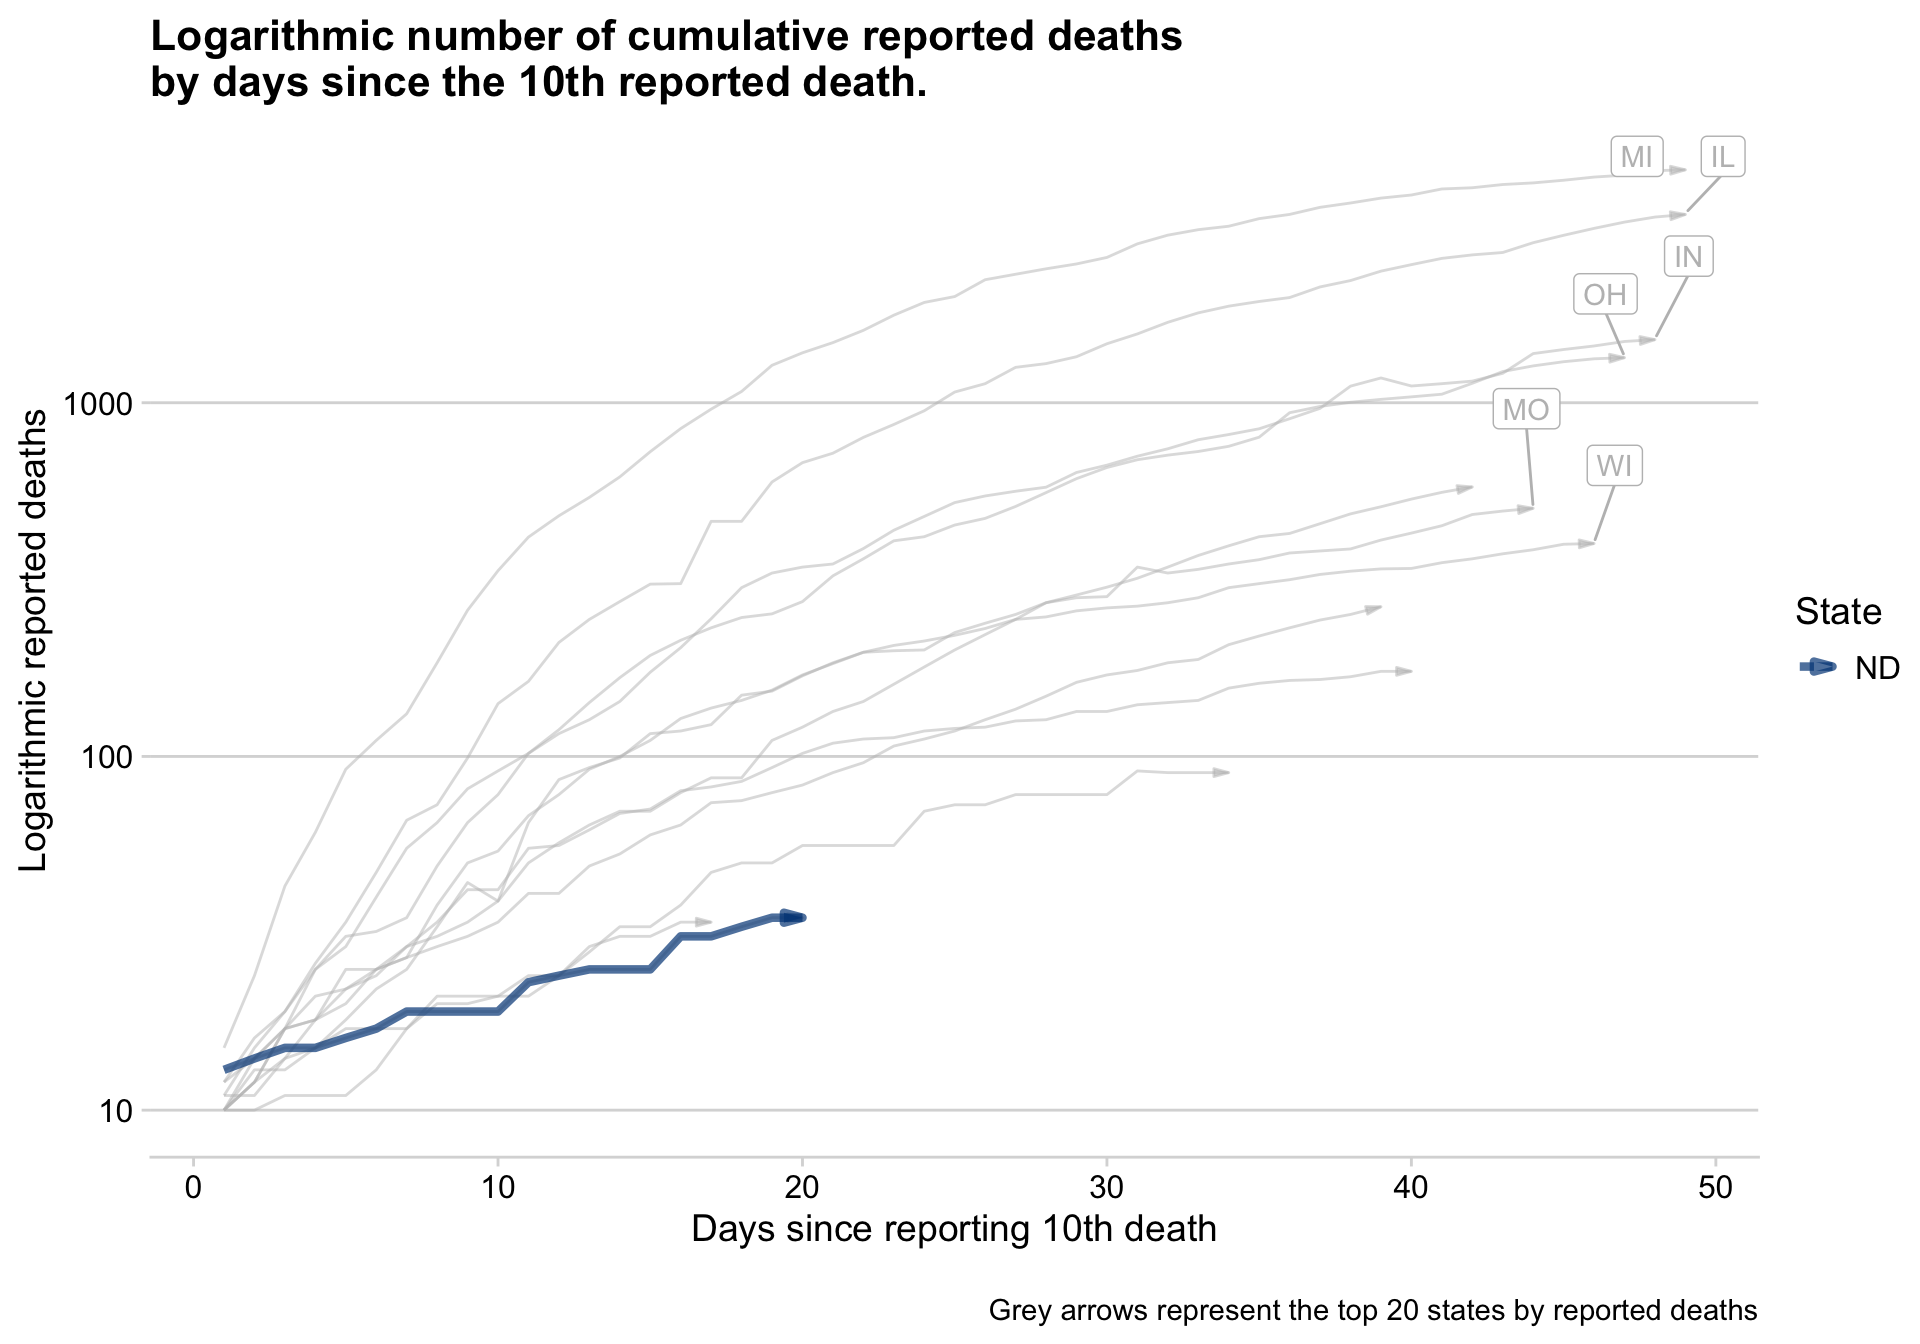 Logarithmic number of cumulative reported deaths
by days since the 10th reported death.
MI
IL
IN
OH
MO
WI
1000
100
10
Logarithmic reported deaths
0
10
20
30
40
50
Days since reporting 10th death
State
ND
Grey arrows represent the top 20 states by reported deaths